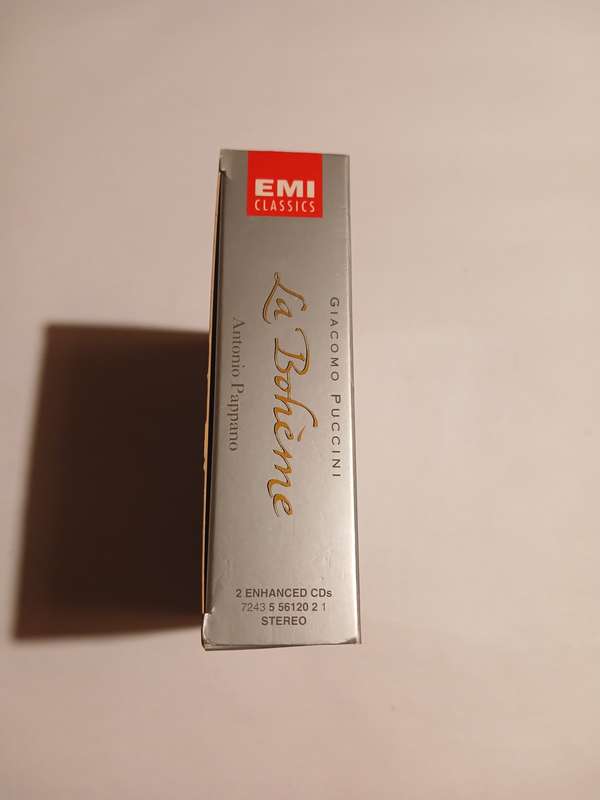 EMI
CLASSICS
GIACOMO PUCCINI
La Bohème
Antonio Pappano
2 ENHANCED CDs
7243 5 56120 2 1
STEREO